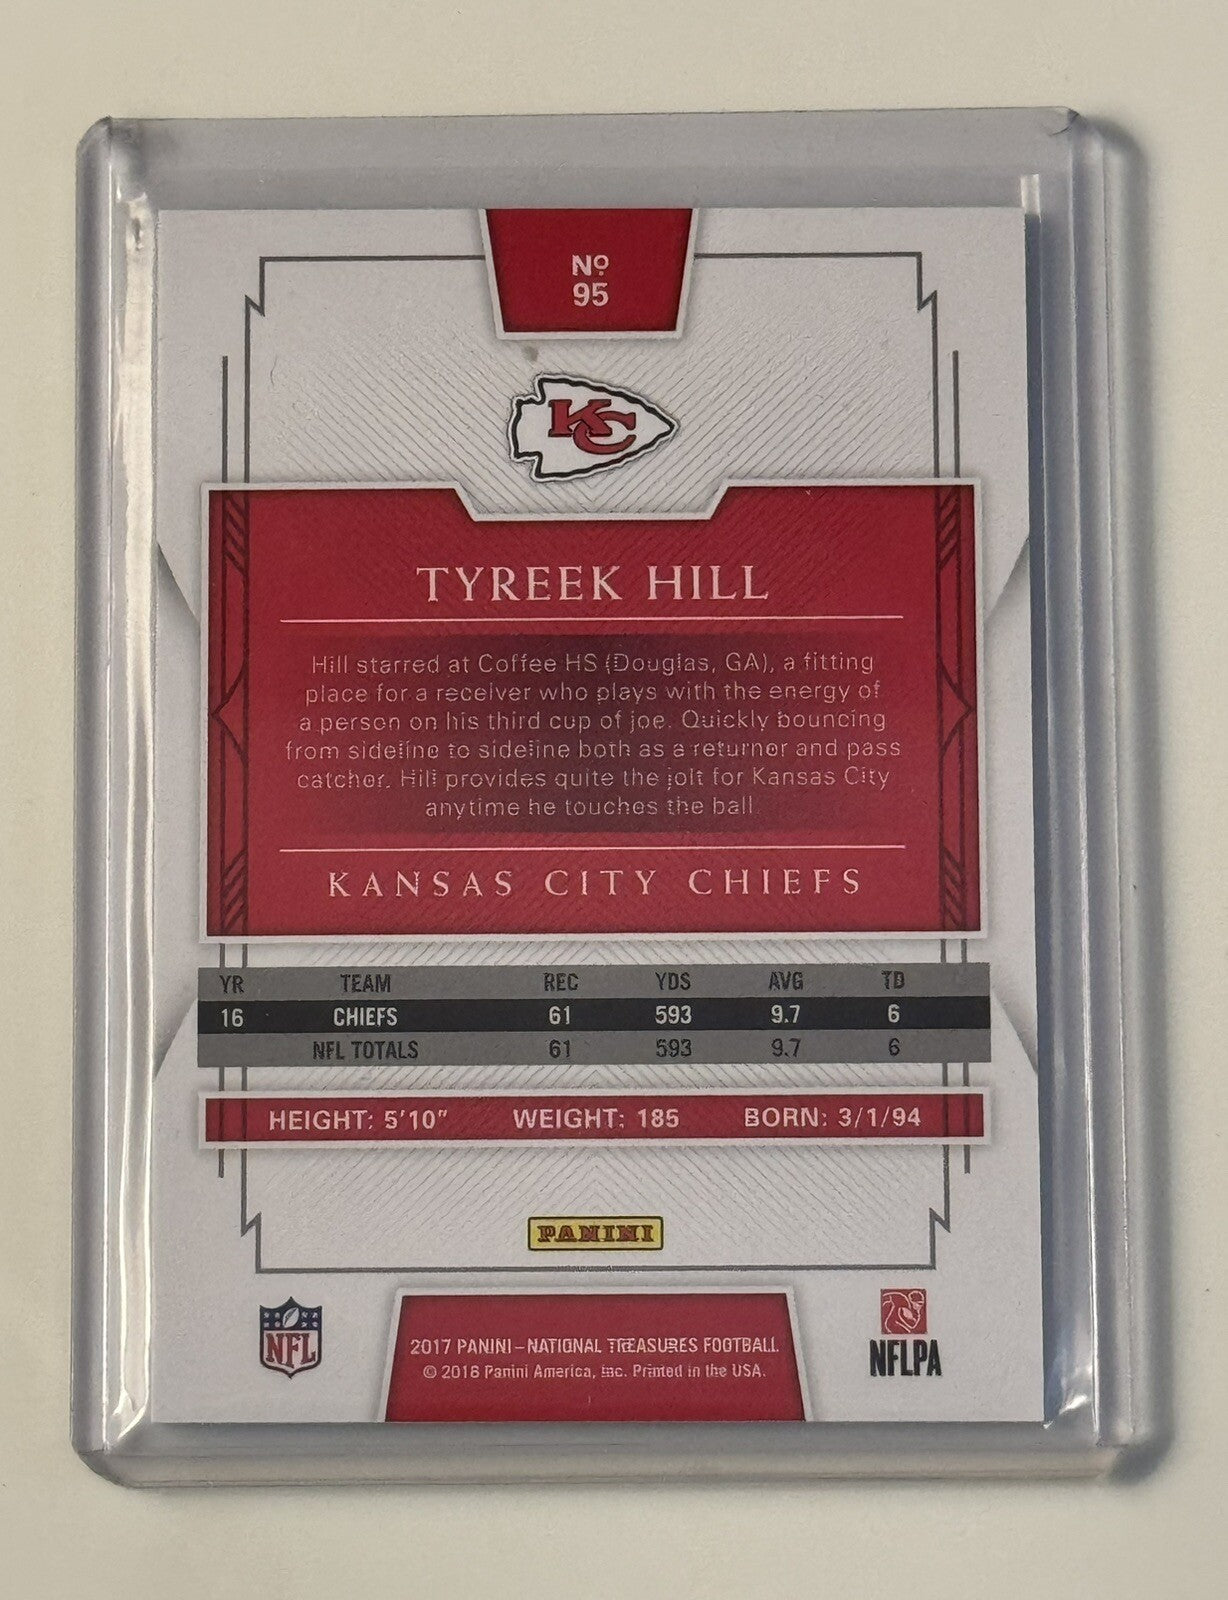 Nº
95
KC
TYREEK HILL
Hill starred at Coffee HS (Douglas, GA), a fitting
place for a receiver who plays with the energy of
a person on his third cup of joe. Quickly bouncing
from sideline to sideline both as a returner and pass
catcher, Hill provides quite the jolt for Kansas City
anytime he touches the ball.
KANSAS CITY CHIEFS
YR TEAM REC YDS AVG TD
16 CHIEFS 61 593 9.7 6
NFL TOTALS 61 593 9.7 6
HEIGHT: 5'10" WEIGHT: 185 BORN: 3/1/94
PANINI
NFL
2017 PANINI – NATIONAL TREASURES FOOTBALL
© 2018 Panini America, Inc. Printed in the USA.
NFLPA